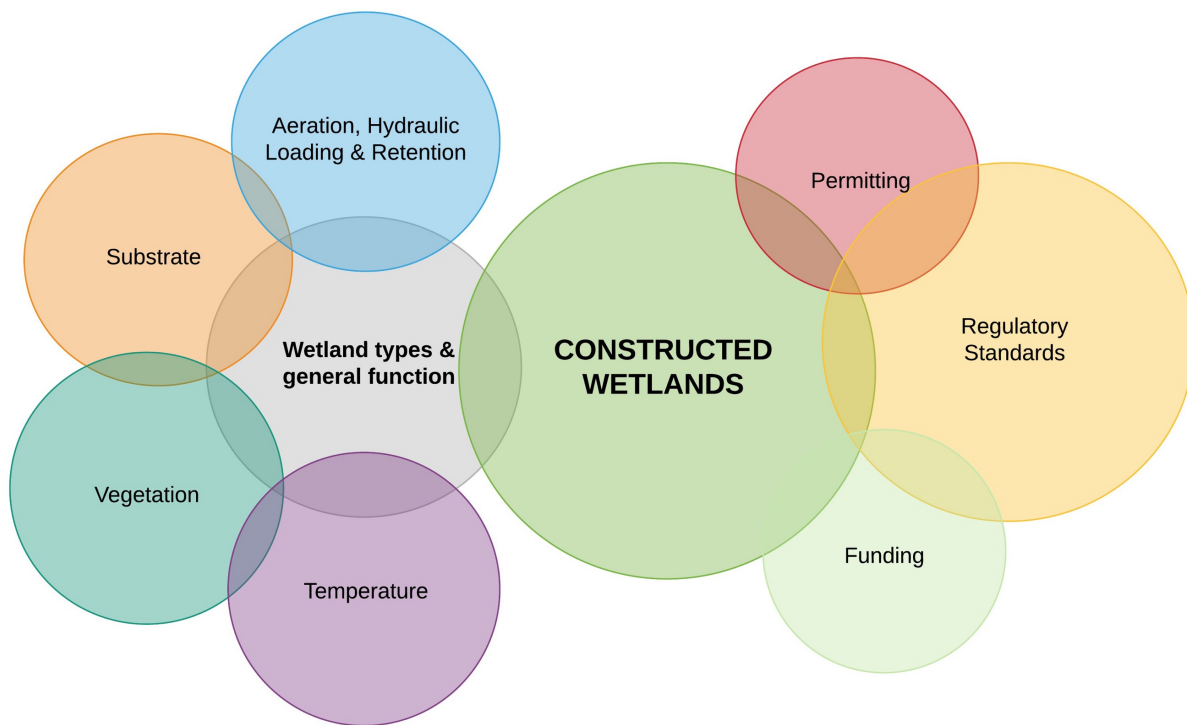 Aeration, Hydraulic
Loading & Retention
Substrate
Wetland types &
general function
Vegetation
Temperature
CONSTRUCTED
WETLANDS
Permitting
Regulatory
Standards
Funding